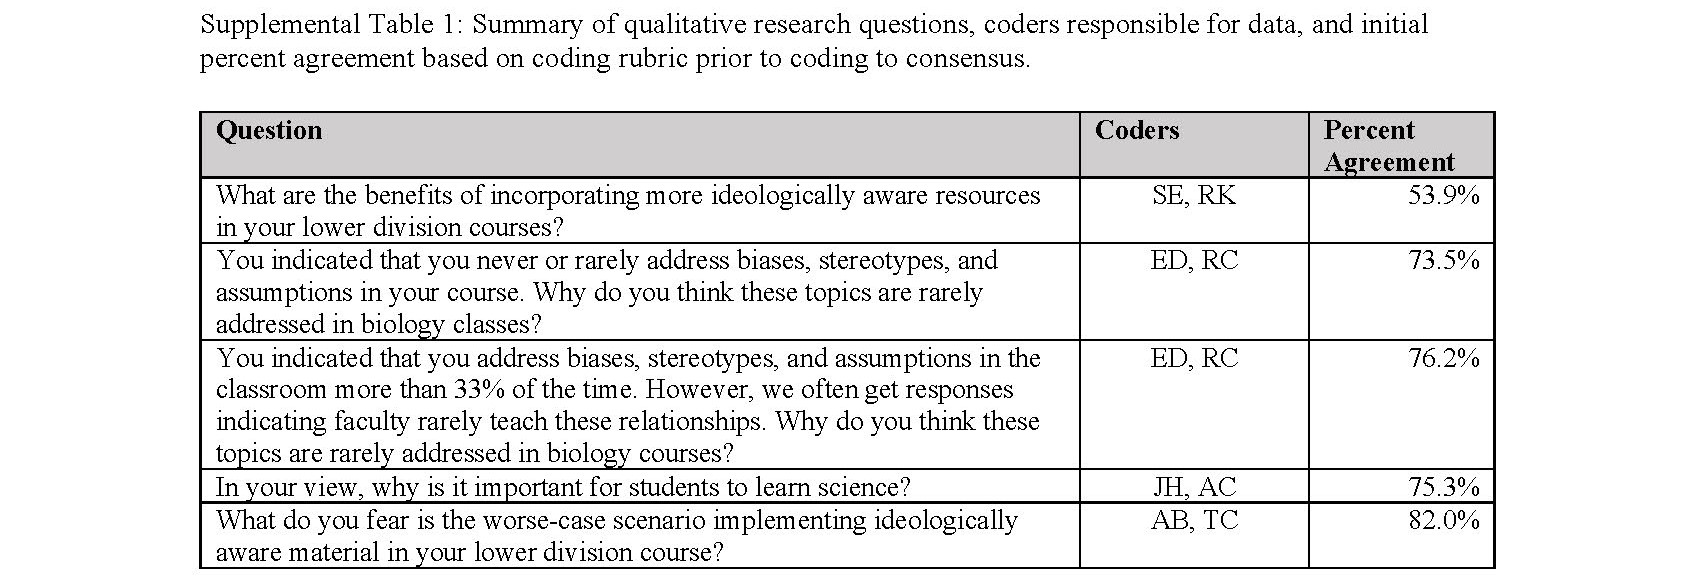 Supplemental Table 1: Summary of qualitative research questions, coders responsible for data, and initial
percent agreement based on coding rubric prior to coding to consensus.
Question Coders Percent
Agreement
What are the benefits of incorporating more ideologically aware resources SE, RK 53.9%
in your lower division courses?
You indicated that you never or rarely address biases, stereotypes, and ED, RC 73.5%
assumptions in your course. Why do you think these topics are rarely
addressed in biology classes?
You indicated that you address biases, stereotypes, and assumptions in the ED, RC 76.2%
classroom more than 33% of the time. However, we often get responses
indicating faculty rarely teach these relationships. Why do you think these
topics are rarely addressed in biology courses?
In your view, why is it important for students to learn science? JH, AC 75.3%
What do you fear is the worse-case scenario implementing ideologically AB, TC 82.0%
aware material in your lower division course?